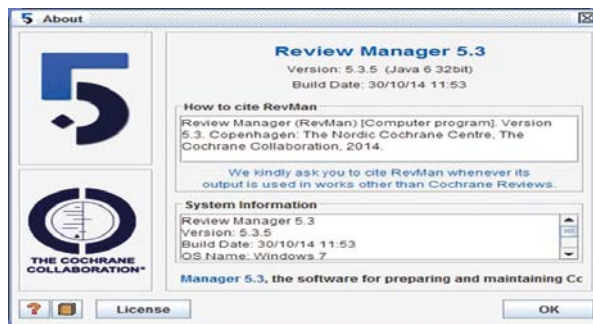 5 About
Review Manager 5.3
Version: 5.3.5 (Java 6 32bit)
Build Date: 30/10/14 11:53
How to cite RevMan
Review Manager (RevMan) [Computer program]. Version
5.3. Copenhagen: The Nordic Cochrane Centre, The
Cochrane Collaboration, 2014.
We kindly ask you to cite RevMan whenever its
output is used in works other than Cochrane Reviews.
System Information
Review Manager 5.3
Version: 5.3.5
Build Date: 30/10/14 11:53
OS Name: Windows 7
Manager 5.3, the software for preparing and maintaining Cc
5
THE COCHRANE
COLLABORATION®
? License
OK